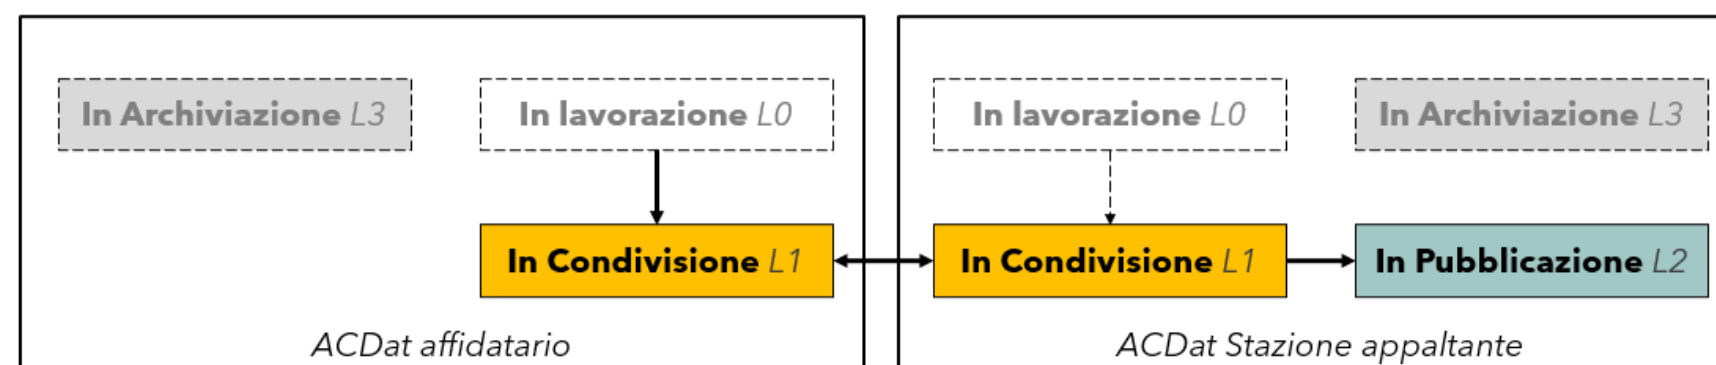 In Archiviazione L3
In lavorazione L0
In lavorazione L0
In Archiviazione L3
In Condivisione L1
In Condivisione L1
In Pubblicazione L2
ACDat affidatario
ACDat Stazione appaltante